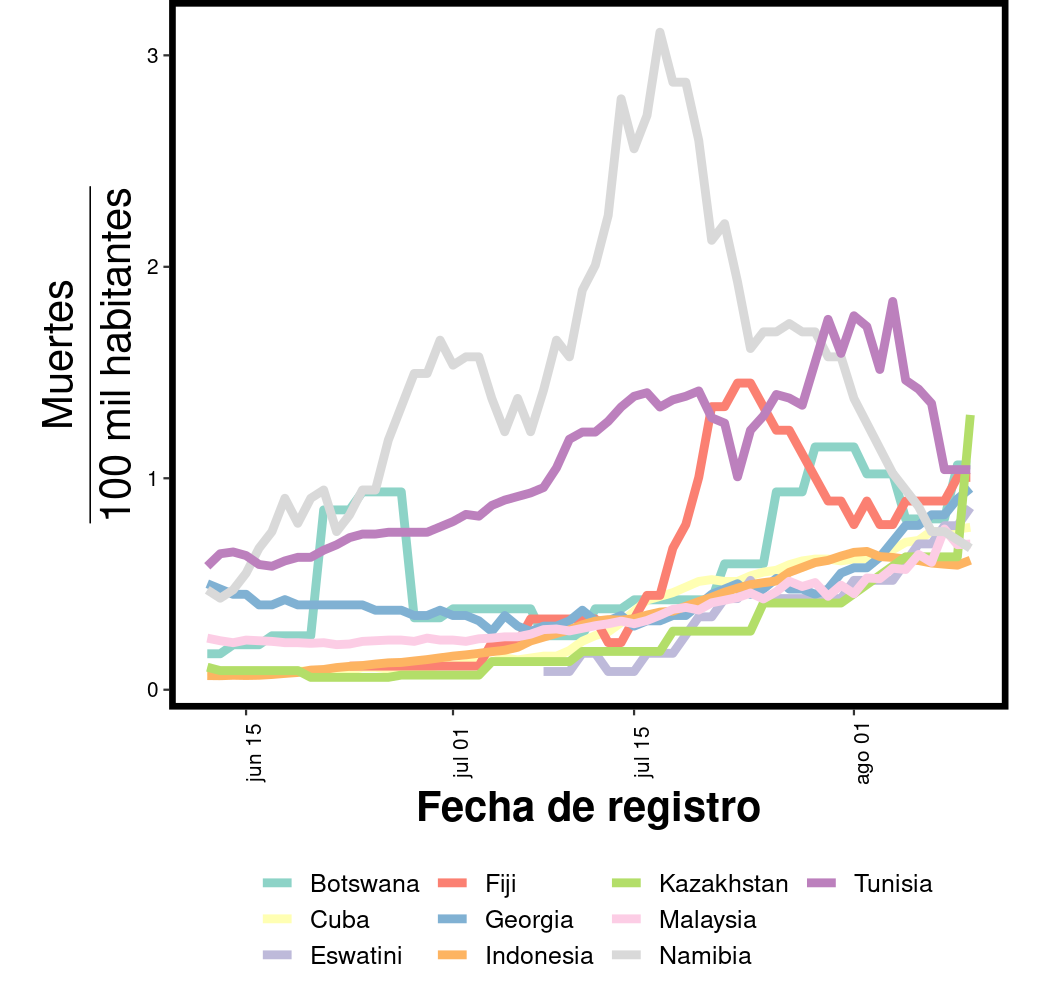 Muertes
100 mil habitantes
3
2
1
0
jun 15
jul 01
jul 15
ago 01
Fecha de registro
Botswana Fiji Kazakhstan Tunisia
Cuba Georgia Malaysia
Eswatini Indonesia Namibia